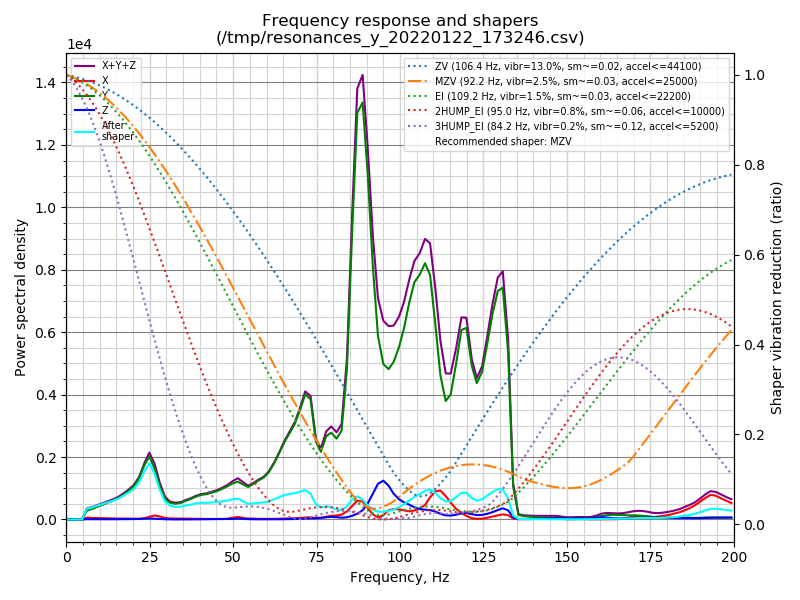 Frequency response and shapers
(/tmp/resonances_y_20220122_173246.csv)
1e4
X+Y+Z
X
Y
Z
After
shaper
ZV (106.4 Hz, vibr=13.0%, sm~=0.02, accel<=44100)
MZV (92.2 Hz, vibr=2.5%, sm~=0.03, accel<=25000)
EI (109.2 Hz, vibr=1.5%, sm~=0.03, accel<=22200)
2HUMP_EI (95.0 Hz, vibr=0.8%, sm~=0.06, accel<=10000)
3HUMP_EI (84.2 Hz, vibr=0.2%, sm~=0.12, accel<=5200)
Recommended shaper: MZV
Power spectral density
1.4
1.2
1.0
0.8
0.6
0.4
0.2
0.0
1.0
0.8
0.6
0.4
0.2
0.0
Shaper vibration reduction (ratio)
0 25 50 75 100 125 150 175 200
Frequency, Hz